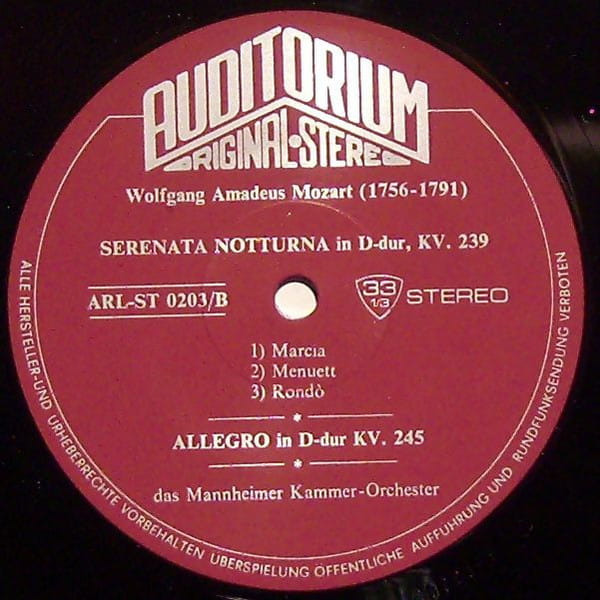 AUDITORIUM
ORIGINAL·STEREO
Wolfgang Amadeus Mozart (1756-1791)
SERENATA NOTTURNA in D-dur, KV. 239
ARL-ST 0203/B
33 1/3 STEREO
1) Marcia
2) Menuett
3) Rondò
ALLEGRO in D-dur KV. 245
das Mannheimer Kammer-Orchester
ALLE HERSTELLER-UND URHEBERRECHTE VORBEHALTEN ÜBERSPIELUNG ÖFFENTLICHE AUFFÜHRUNG UND RUNDFUNKSENDUNG VERBOTEN